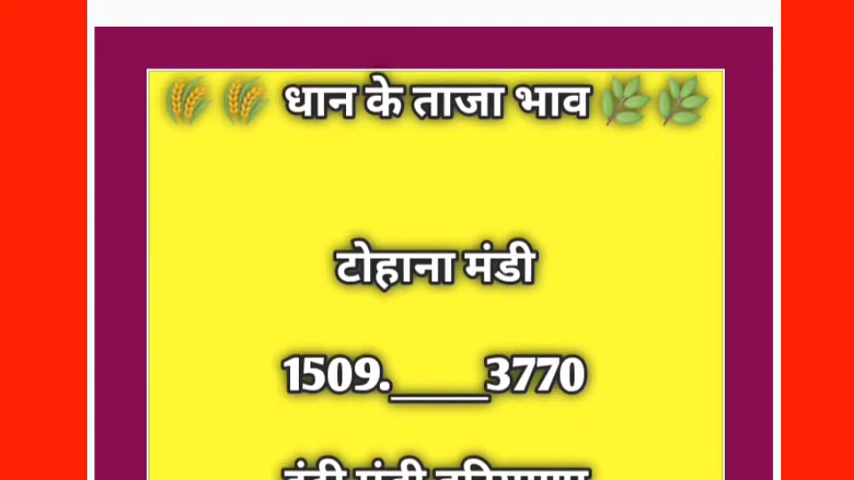 धान के ताजा भाव
टोहाना मंडी
1509.____3770